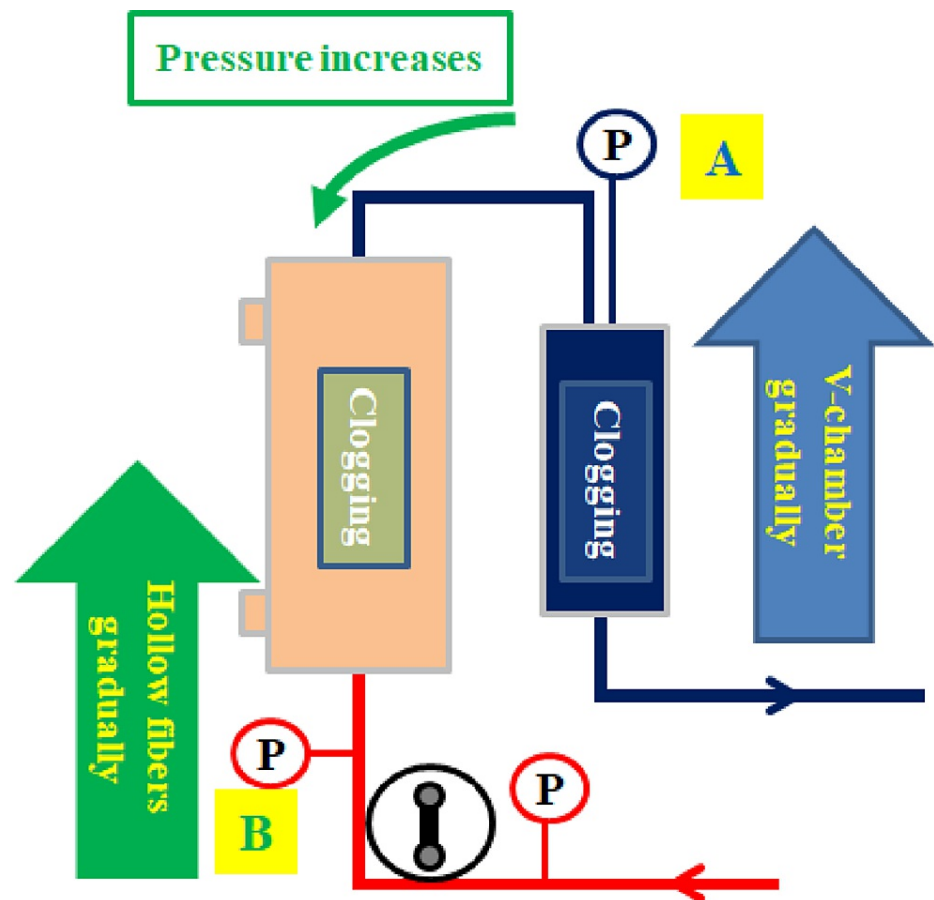 Pressure increases
P
A
Clogging
Clogging
V-chamber
gradually
Hollow fibers
gradually
P
P
B